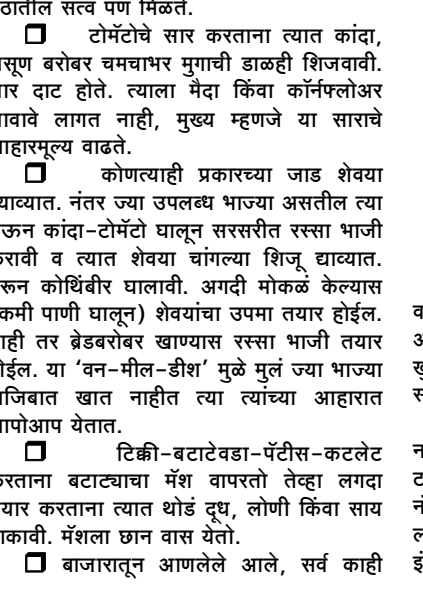 ठातील सत्व पण मिळते.
❒ टोमॅटोचे सार करताना त्यात कांदा,
सूण बरोबर चमचाभर मुगाची डाळही शिजवावी.
ार दाट होते. त्याला मैदा किंवा कॉर्नफ्लोअर
ावावे लागत नाही, मुख्य म्हणजे या साराचे
ाहारमूल्य वाढते.
❒ कोणत्याही प्रकारच्या जाड शेवया
याव्यात. नंतर ज्या उपलब्ध भाज्या असतील त्या
ऊन कांदा-टोमॅटो घालून सरसरीत रस्सा भाजी
रावी व त्यात शेवया चांगल्या शिजू द्याव्यात.
रून कोथिंबीर घालावी. अगदी मोकळं केल्यास
कमी पाणी घालून) शेवयांचा उपमा तयार होईल.
ाही तर ब्रेडबरोबर खाण्यास रस्सा भाजी तयार
ोईल. या ‘वन-मील-डीश’ मुळे मुलं ज्या भाज्या
जिबात खात नाहीत त्या त्यांच्या आहारात
ापोआप येतात.
❒ टिक्की-बटाटेवडा-पॅटीस-कटलेट
रताना बटाट्याचा मॅश वापरतो तेव्हा लगदा
यार करताना त्यात थोडं दूध, लोणी किंवा साय
ाकावी. मॅशला छान वास येतो.
❒ बाजारातून आणलेले आले, सर्व काही